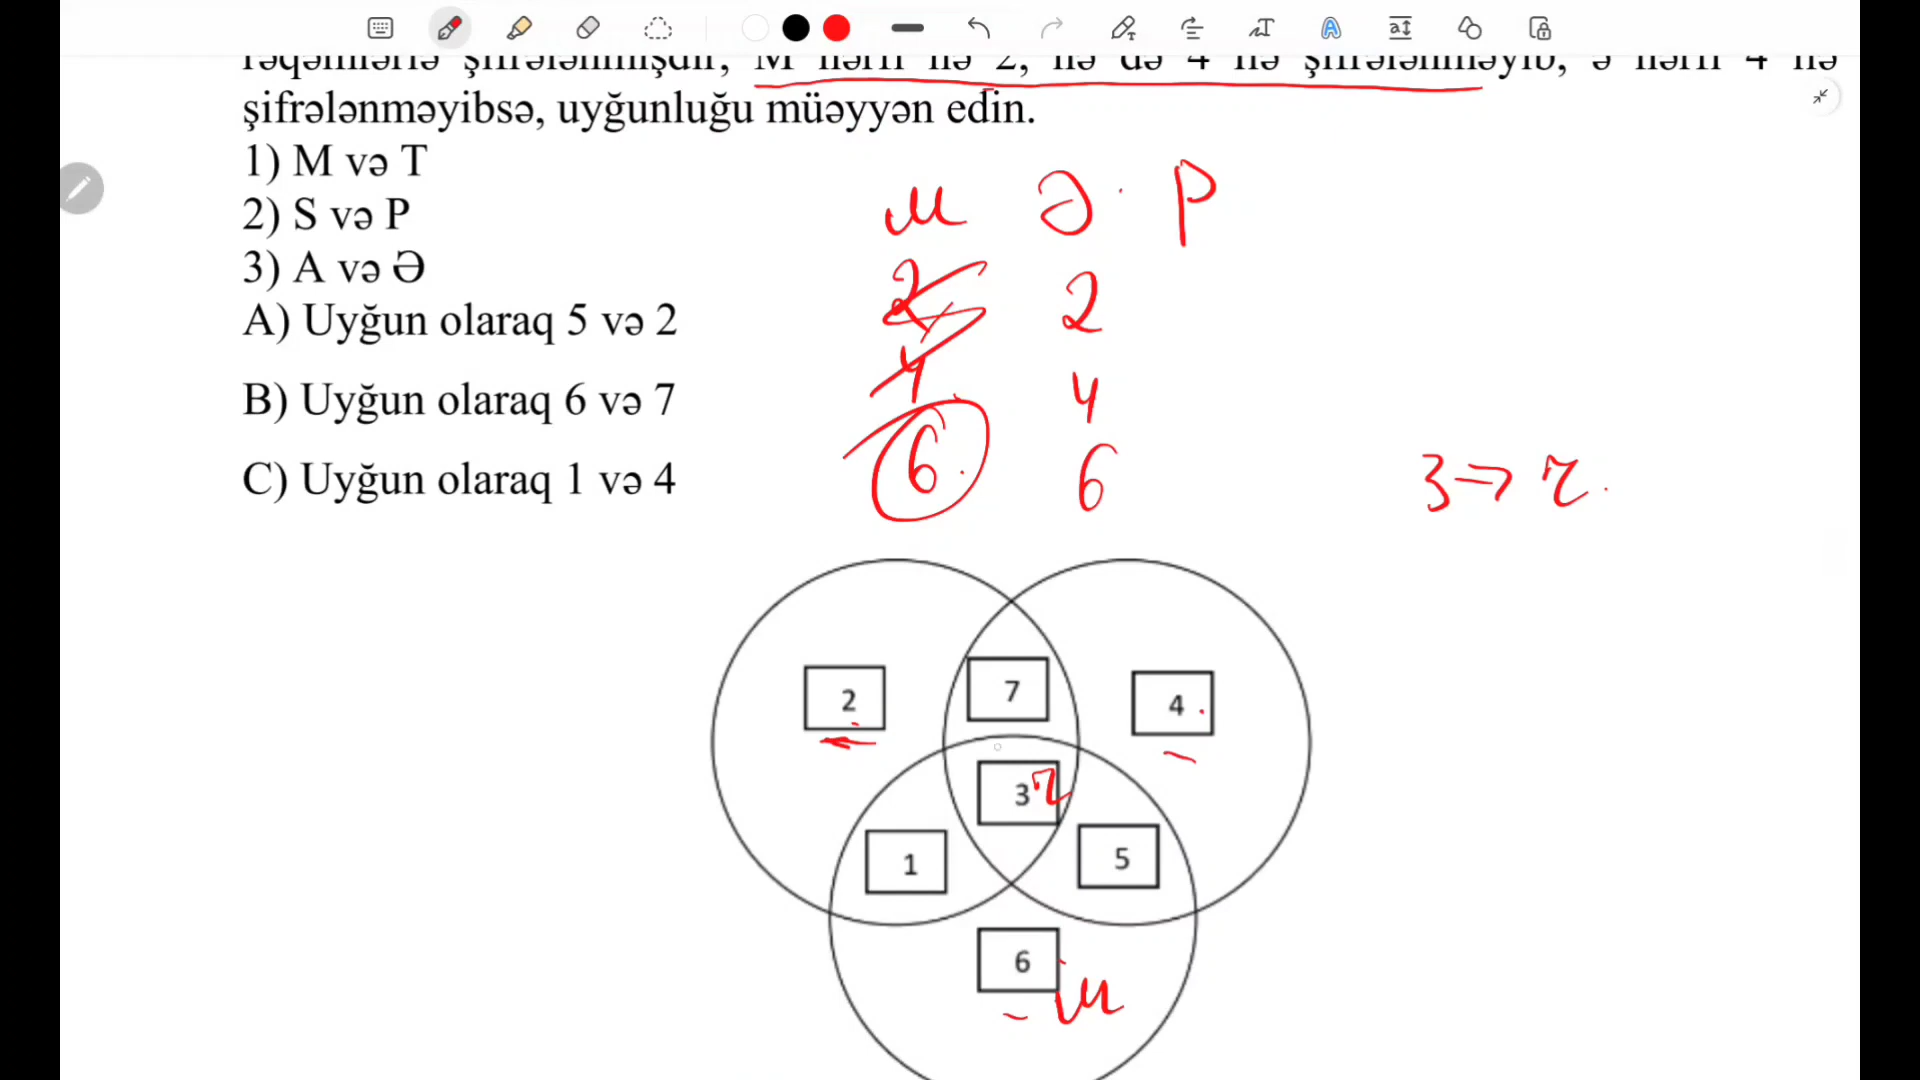 şifrələnməyibsə, uyğunluğu müəyyən edin.
1) M və T
2) S və P
3) A və Ə
A) Uyğun olaraq 5 və 2
B) Uyğun olaraq 6 və 7
C) Uyğun olaraq 1 və 4
M Ə P
2 2
4 4
6 6
3 => r
2 7 4
3 r
1 5
6 M